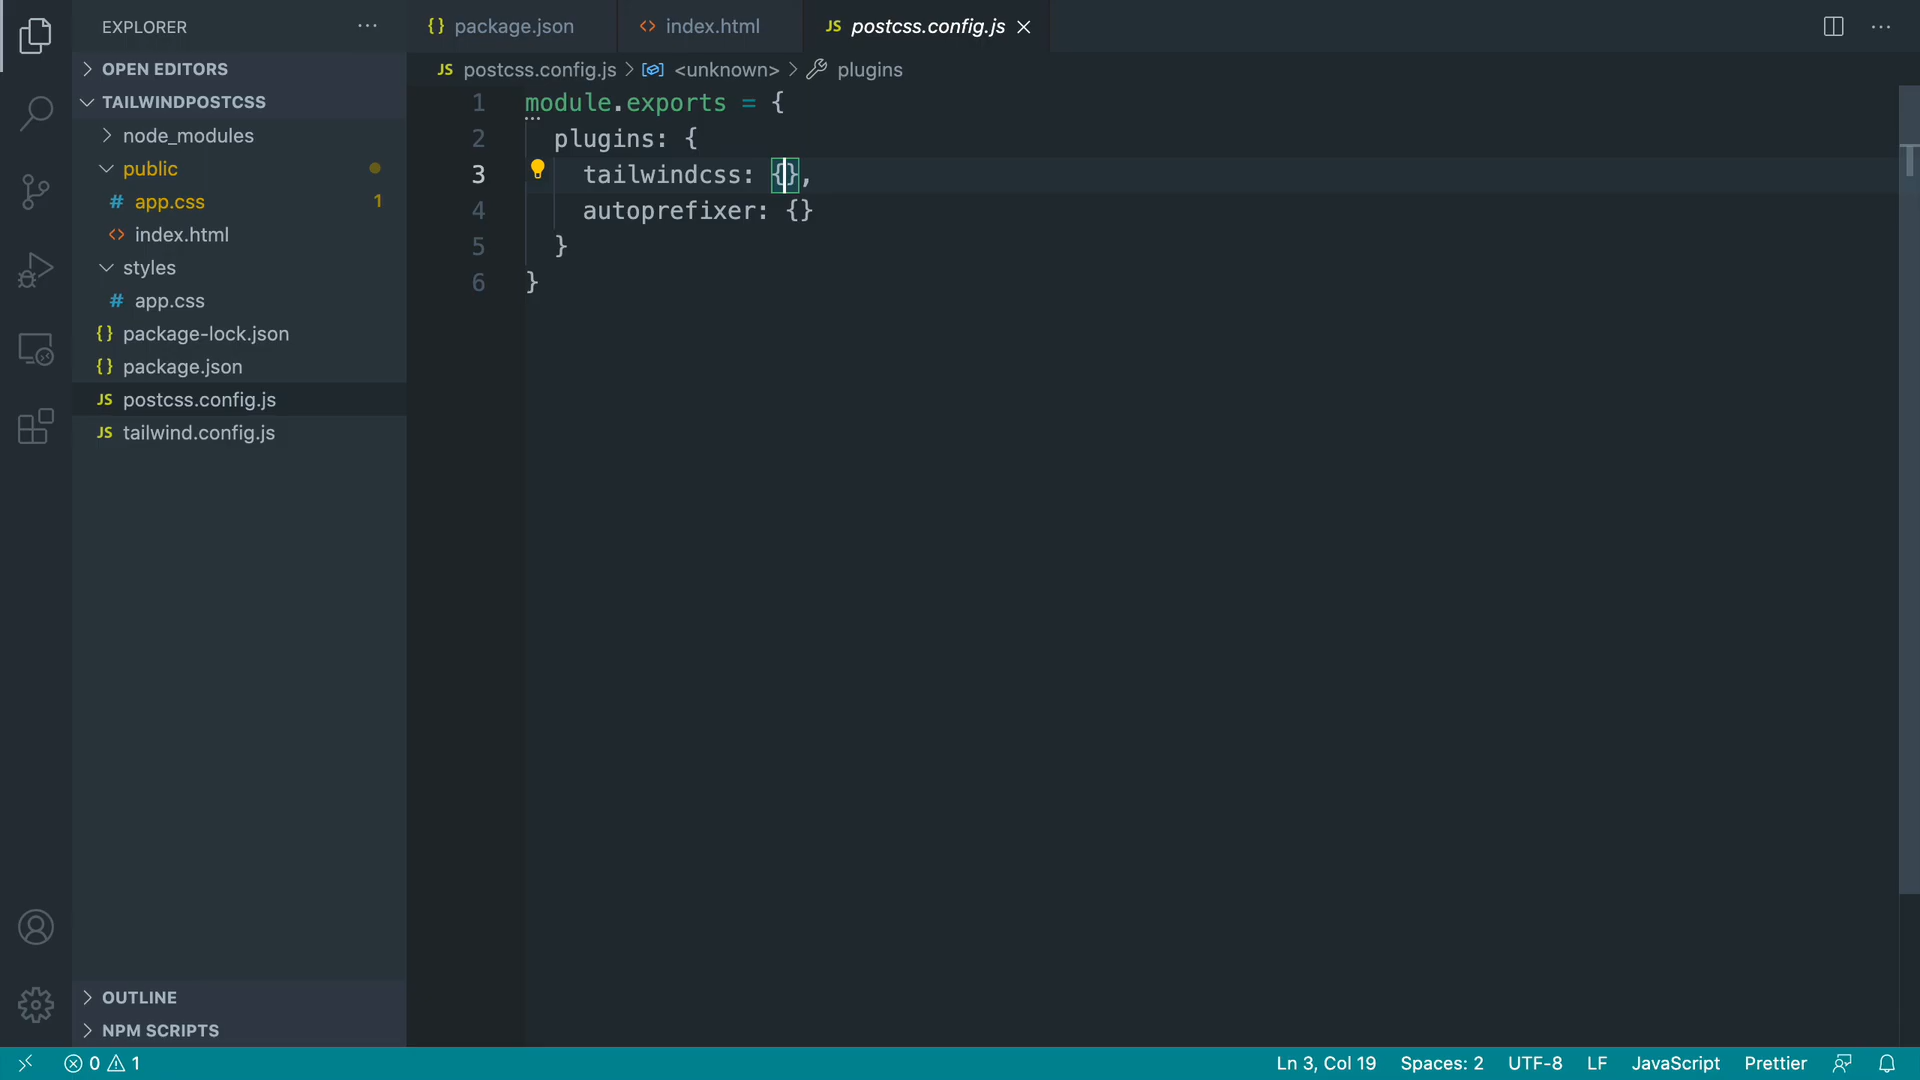 EXPLORER
OPEN EDITORS
TAILWINDPOSTCSS
node_modules
public
# app.css 1
<> index.html
styles
# app.css
{} package-lock.json
{} package.json
JS postcss.config.js
JS tailwind.config.js
OUTLINE
NPM SCRIPTS
{} package.json
<> index.html
JS postcss.config.js
JS postcss.config.js > <unknown> > plugins
1 module.exports = {
2 plugins: {
3 tailwindcss: {},
4 autoprefixer: {}
5 }
6 }
0 1
Ln 3, Col 19 Spaces: 2 UTF-8 LF JavaScript Prettier